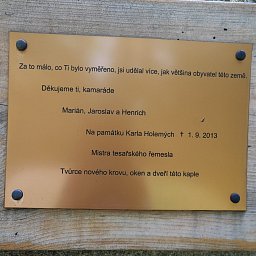 Za to málo, co Ti bylo vyměřeno, jsi udělal více, jak většina obyvatel této země.
Děkujeme ti, kamaráde
Marián, Jaroslav a Henrich
Na památku Karla Holemých † 1. 9. 2013
Mistra tesařského řemesla
Tvůrce nového krovu, oken a dveří této kaple